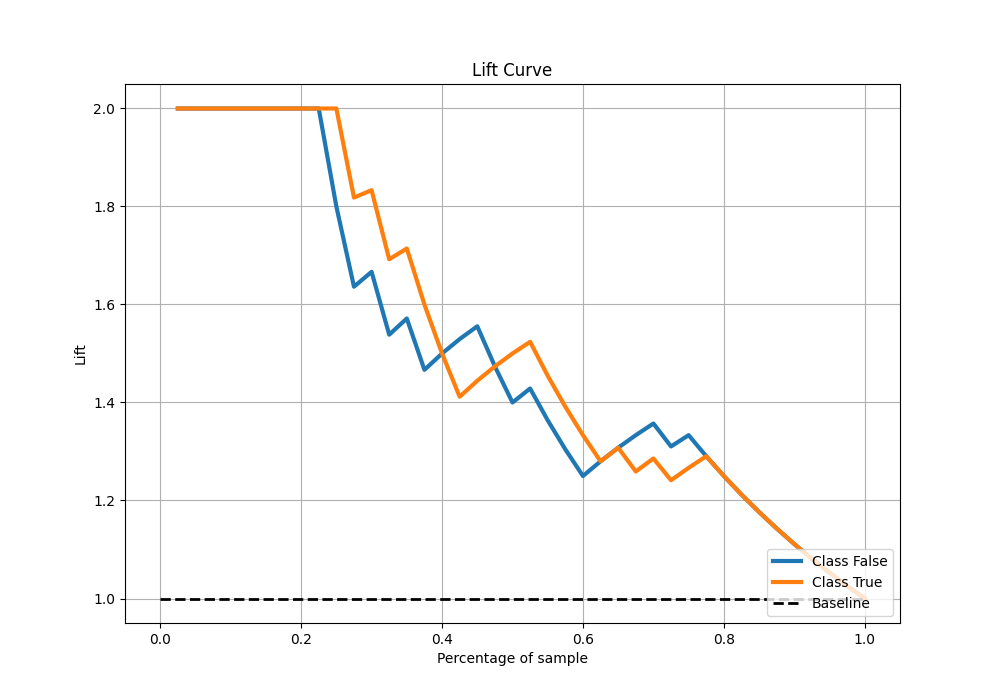 Lift Curve
2.0
1.8
1.6
1.4
1.2
1.0
Lift
0.0 0.2 0.4 0.6 0.8 1.0
Percentage of sample
Class False
Class True
Baseline